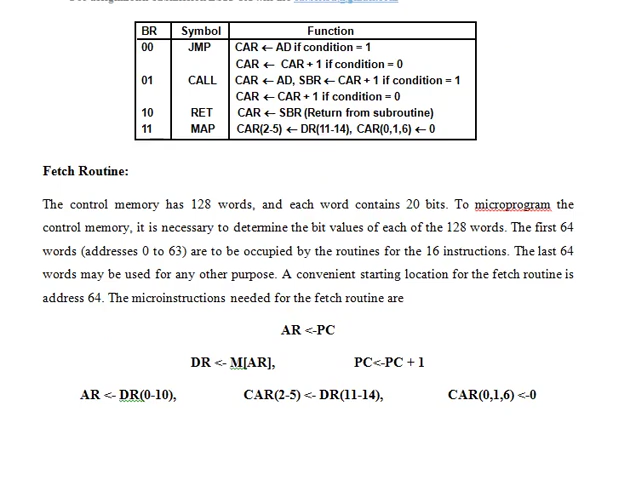 BR Symbol Function
00 JMP CAR ← AD if condition = 1
CAR ← CAR + 1 if condition = 0
01 CALL CAR ← AD, SBR ← CAR + 1 if condition = 1
CAR ← CAR + 1 if condition = 0
10 RET CAR ← SBR (Return from subroutine)
11 MAP CAR(2-5) ← DR(11-14), CAR(0,1,6) ← 0
Fetch Routine:
The control memory has 128 words, and each word contains 20 bits. To microprogram the
control memory, it is necessary to determine the bit values of each of the 128 words. The first 64
words (addresses 0 to 63) are to be occupied by the routines for the 16 instructions. The last 64
words may be used for any other purpose. A convenient starting location for the fetch routine is
address 64. The microinstructions needed for the fetch routine are
AR <-PC
DR <- M[AR], PC<-PC + 1
AR <- DR(0-10), CAR(2-5) <- DR(11-14), CAR(0,1,6) <-0